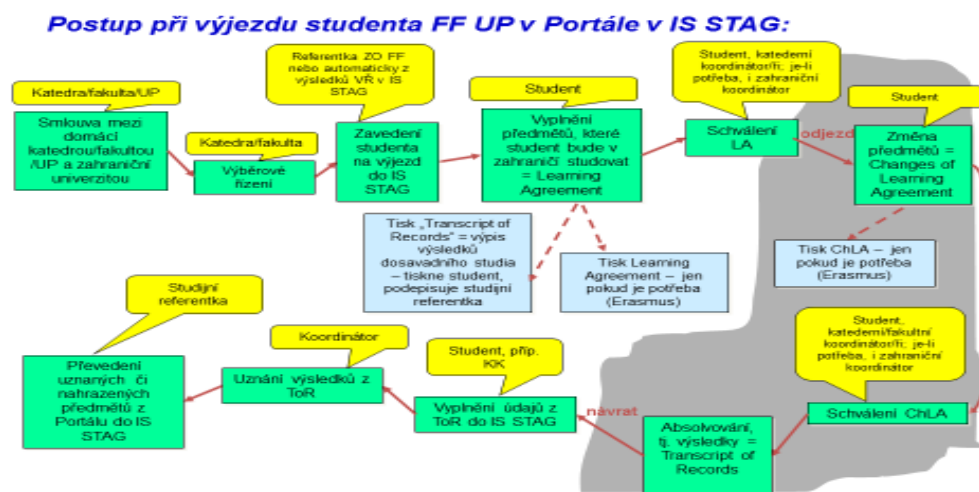 Postup při výjezdu studenta FF UP v Portále v IS STAG:
Katedra/fakulta/UP
Smlouva mezi
domácí
katedrou/fakultou
/UP a zahraniční
univerzitou
Katedra/fakulta
Výběrové
řízení
Referentka ZO FF
nebo automaticky z
výsledků VŘ v IS
STAG
Zavedení
studenta
na výjezd
do IS
STAG
Student
Vyplnění
předmětů, které
student bude v
zahraničí studovat
= Learning
Agreement
Student, katederní
koordinátor/ři; je-li
potřeba, i zahraniční
koordinátor
Schválení
LA
odjezd
Student
Změna
předmětů =
Changes of
Learning
Agreement
Tisk „Transcript of
Records“ = výpis
výsledků
dosavadního studia
– tiskne student,
podepisuje studijní
referentka
Tisk Learning
Agreement – jen
pokud je potřeba
(Erasmus)
Tisk ChLA – jen
pokud je potřeba
(Erasmus)
Student,
katederní/fakultní
koordinátor/ři; je-li
potřeba, i zahraniční
koordinátor
Schválení ChLA
Absolvování,
tj. výsledky =
Transcript of
Records
návrat
Student, příp.
KK
Vyplnění údajů z
ToR do IS STAG
Koordinátor
Uznání výsledků z
ToR
Studijní
referentka
Převedení
uznaných či
nahrazených
předmětů z
Portálu do IS
STAG